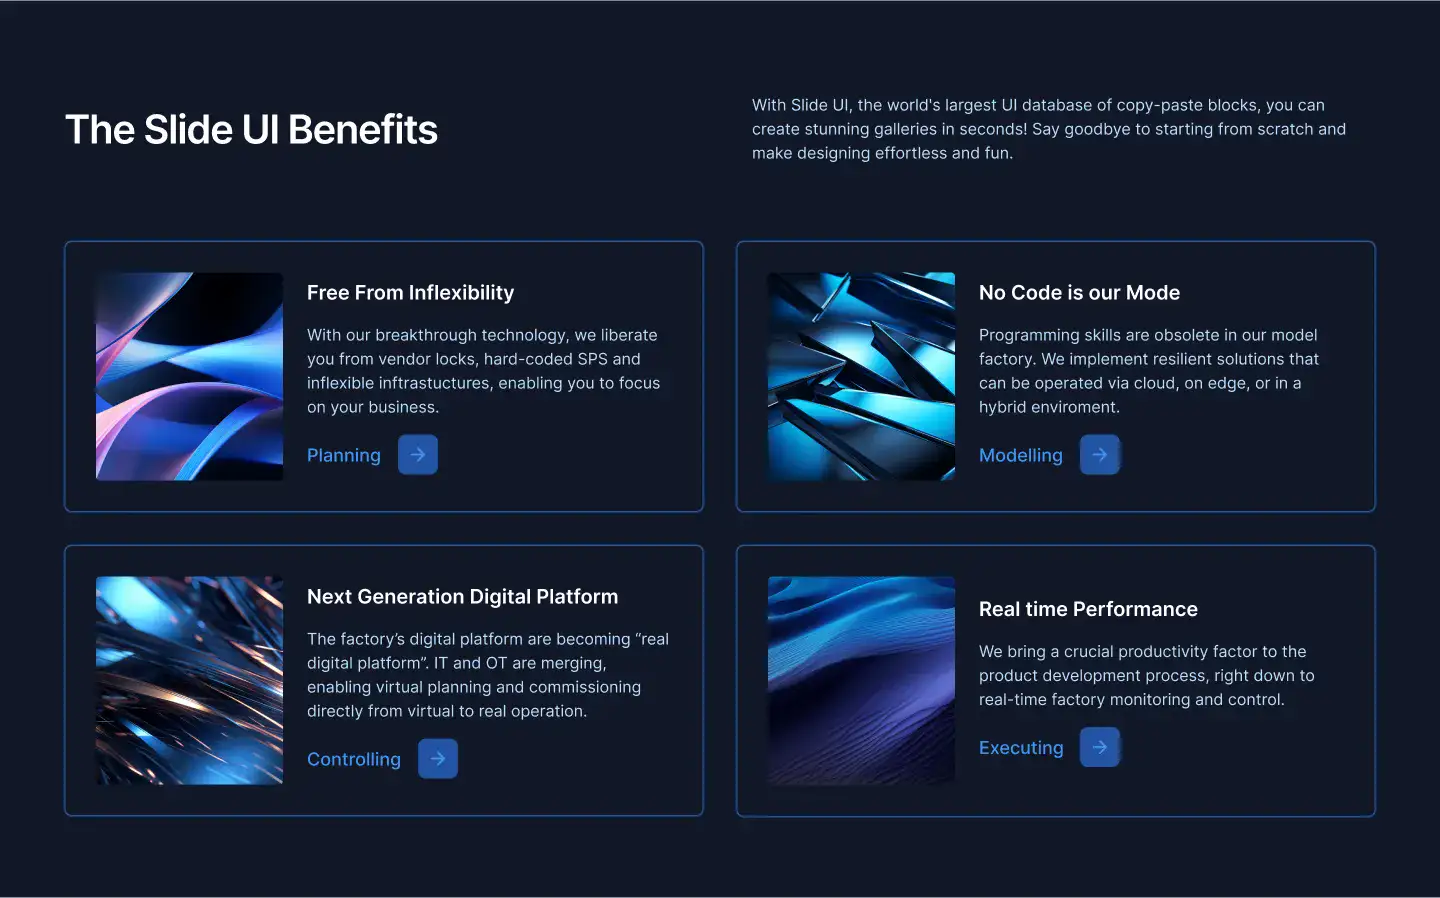 The Slide UI Benefits
With Slide UI, the world's largest UI database of copy-paste blocks, you can
create stunning galleries in seconds! Say goodbye to starting from scratch and
make designing effortless and fun.
Free From Inflexibility
With our breakthrough technology, we liberate
you from vendor locks, hard-coded SPS and
inflexible inftrastuctures, enabling you to focus
on your business.
Planning
No Code is our Mode
Programming skills are obsolete in our model
factory. We implement resilient solutions that
can be operated via cloud, on edge, or in a
hybrid enviroment.
Modelling
Next Generation Digital Platform
The factory’s digital platform are becoming “real
digital platform”. IT and OT are merging,
enabling virtual planning and commissioning
directly from virtual to real operation.
Controlling
Real time Performance
We bring a crucial productivity factor to the
product development process, right down to
real-time factory monitoring and control.
Executing